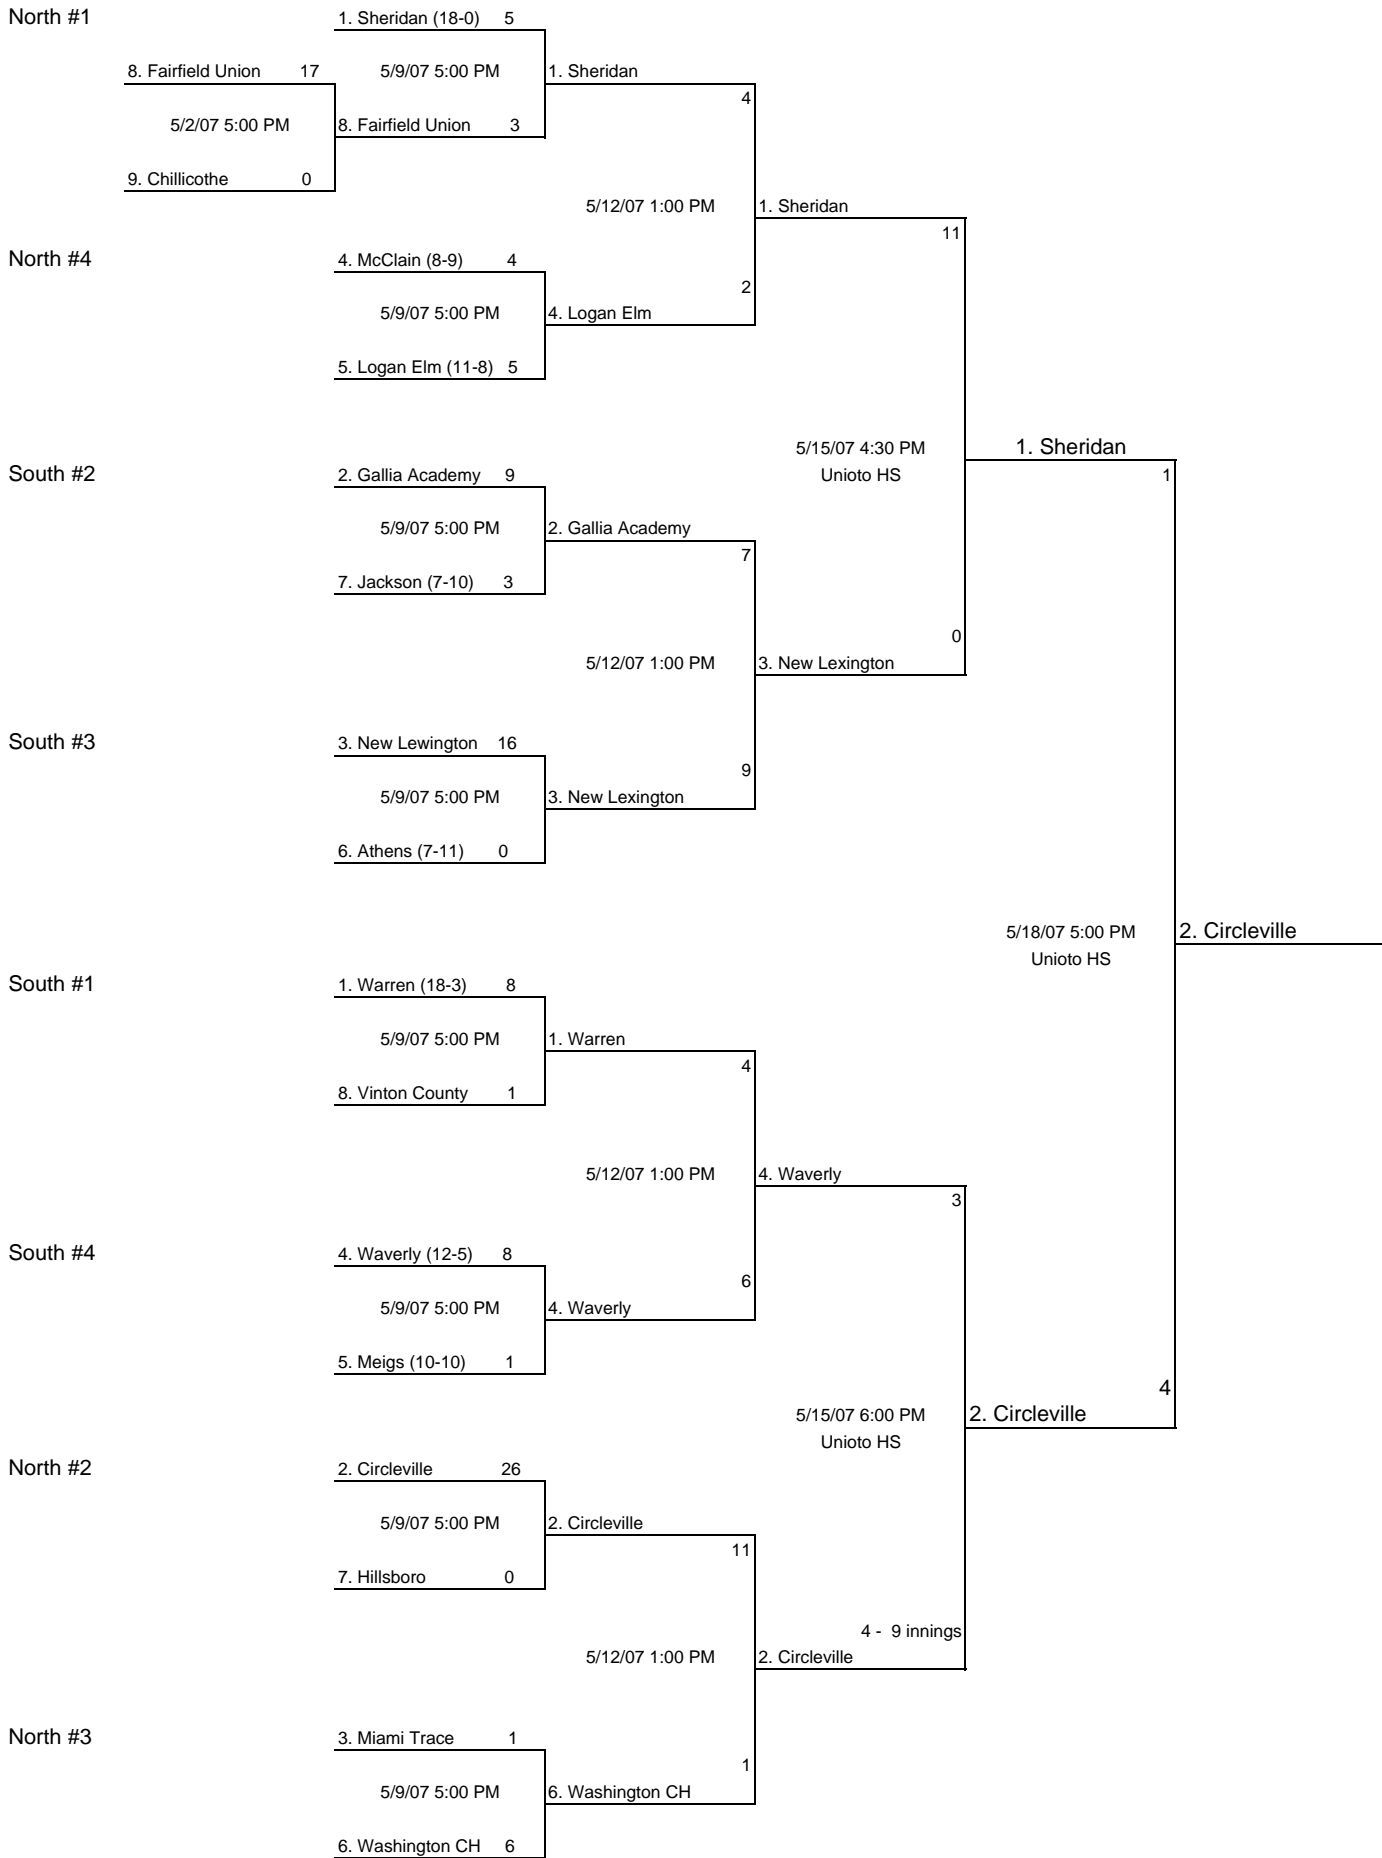 North #1
1. Sheridan (18-0) 5
8. Fairfield Union 17
5/9/07 5:00 PM
1. Sheridan
4
5/2/07 5:00 PM
8. Fairfield Union 3
9. Chillicothe 0
5/12/07 1:00 PM
1. Sheridan
11
North #4
4. McClain (8-9) 4
2
5/9/07 5:00 PM
4. Logan Elm
5. Logan Elm (11-8) 5
5/15/07 4:30 PM
1. Sheridan
South #2
2. Gallia Academy 9
Unioto HS
1
5/9/07 5:00 PM
2. Gallia Academy
7
7. Jackson (7-10) 3
0
5/12/07 1:00 PM
3. New Lexington
South #3
3. New Lewington 16
9
5/9/07 5:00 PM
3. New Lexington
6. Athens (7-11) 0
5/18/07 5:00 PM
2. Circleville
Unioto HS
South #1
1. Warren (18-3) 8
5/9/07 5:00 PM
1. Warren
4
8. Vinton County 1
5/12/07 1:00 PM
4. Waverly
3
South #4
4. Waverly (12-5) 8
6
5/9/07 5:00 PM
4. Waverly
5. Meigs (10-10) 1
4
5/15/07 6:00 PM
2. Circleville
Unioto HS
North #2
2. Circleville 26
5/9/07 5:00 PM
2. Circleville
11
7. Hillsboro 0
4 - 9 innings
5/12/07 1:00 PM
2. Circleville
North #3
3. Miami Trace 1
1
5/9/07 5:00 PM
6. Washington CH
6. Washington CH 6